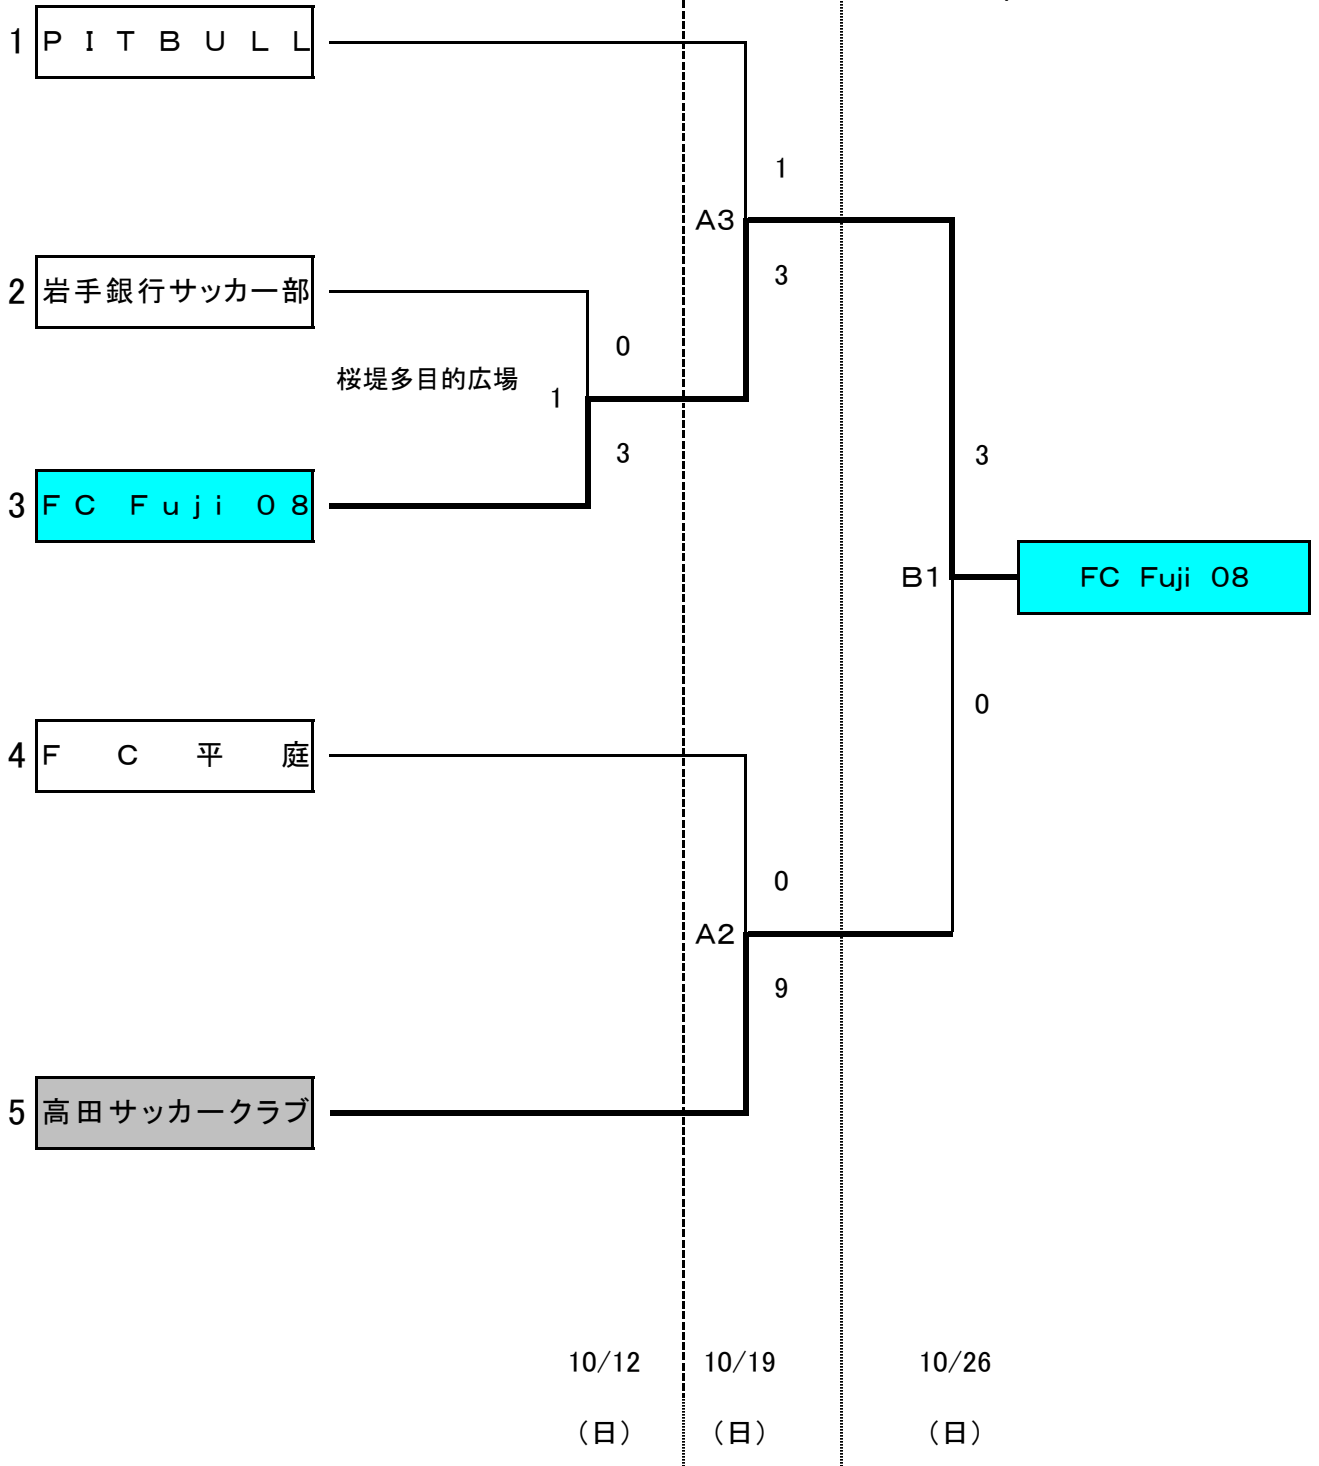 1 ＰＩＴＢＵＬＬ
1
A3
3
2 岩手銀行サッカー部
0
桜堤多目的広場
1
3
3
3 ＦＣ Ｆｕｊｉ ０８
B1
FC Fuji 08
0
4 ＦＣ平庭
0
A2
9
5 高田サッカークラブ
10/12 10/19 10/26
（日） （日） （日）